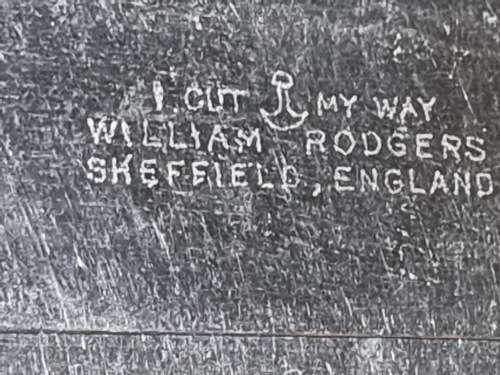 I CUT MY WAY
WILLIAM RODGERS
SHEFFIELD, ENGLAND